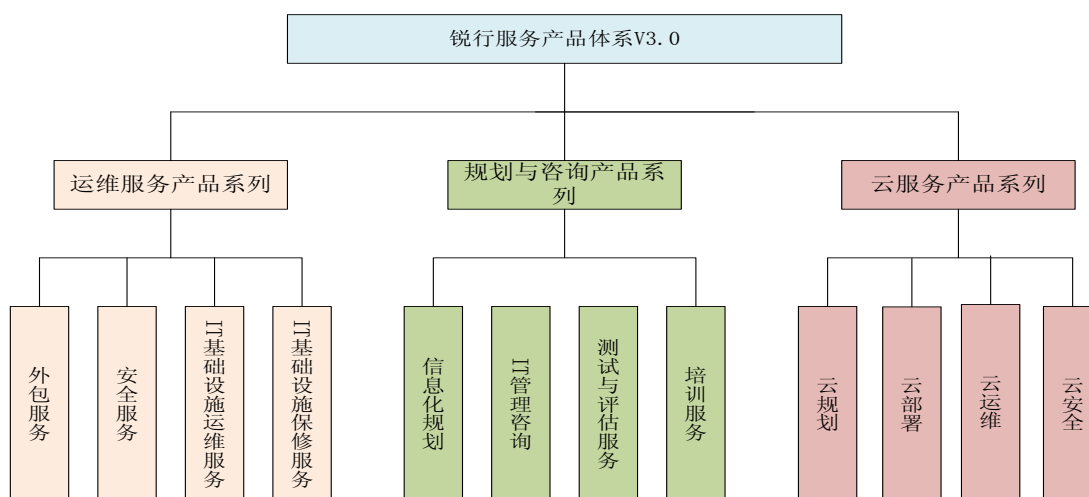 锐行服务产品体系V3.0
运维服务产品系列
规划与咨询产品系
列
云服务产品系列
外包服务
安全服务
IT基础设施运维服务
IT基础设施保修服务
信息化规划
IT管理咨询
测试与评估服务
培训服务
云规划
云部署
云运维
云安全